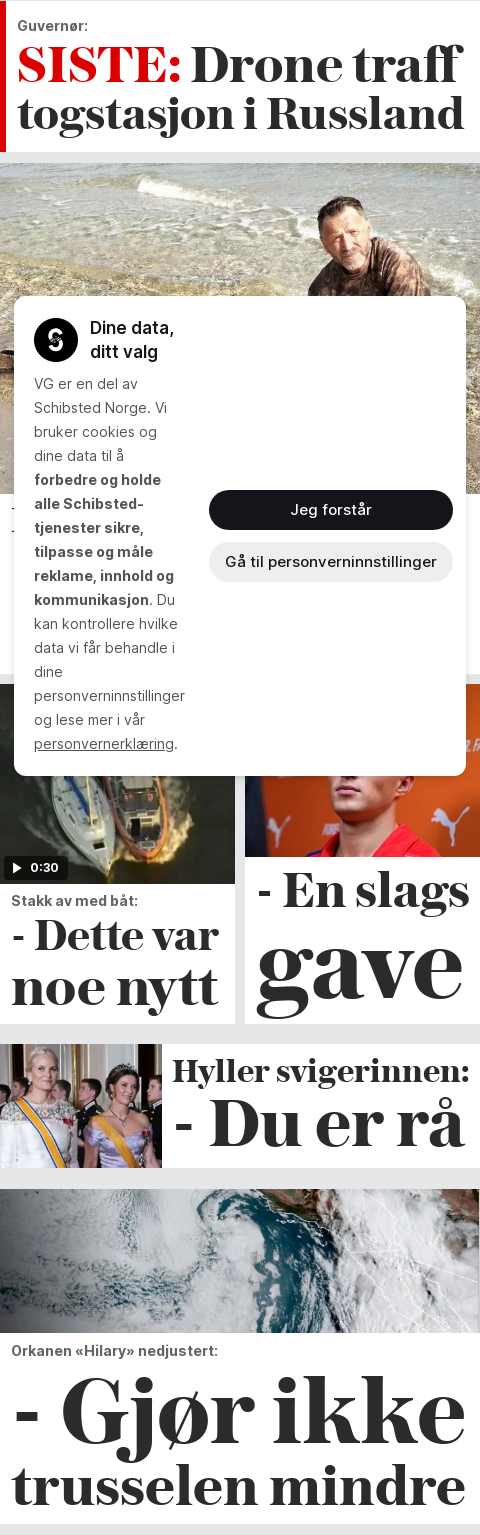 Guvernør:
SISTE: Drone traff
togstasjon i Russland
Dine data,
ditt valg
VG er en del av
Schibsted Norge. Vi
bruker cookies og
dine data til å
forbedre og holde
alle Schibsted-
tjenester sikre,
tilpasse og måle
reklame, innhold og
kommunikasjon. Du
kan kontrollere hvilke
data vi får behandle i
dine
personverninnstillinger
og lese mer i vår
personvernerklæring.
Jeg forstår
Gå til personverninnstillinger
0:30
Stakk av med båt:
- Dette var
noe nytt
- En slags
gave
Hyller svigerinnen:
- Du er rå
Orkanen «Hilary» nedjustert:
- Gjør ikke
trusselen mindre